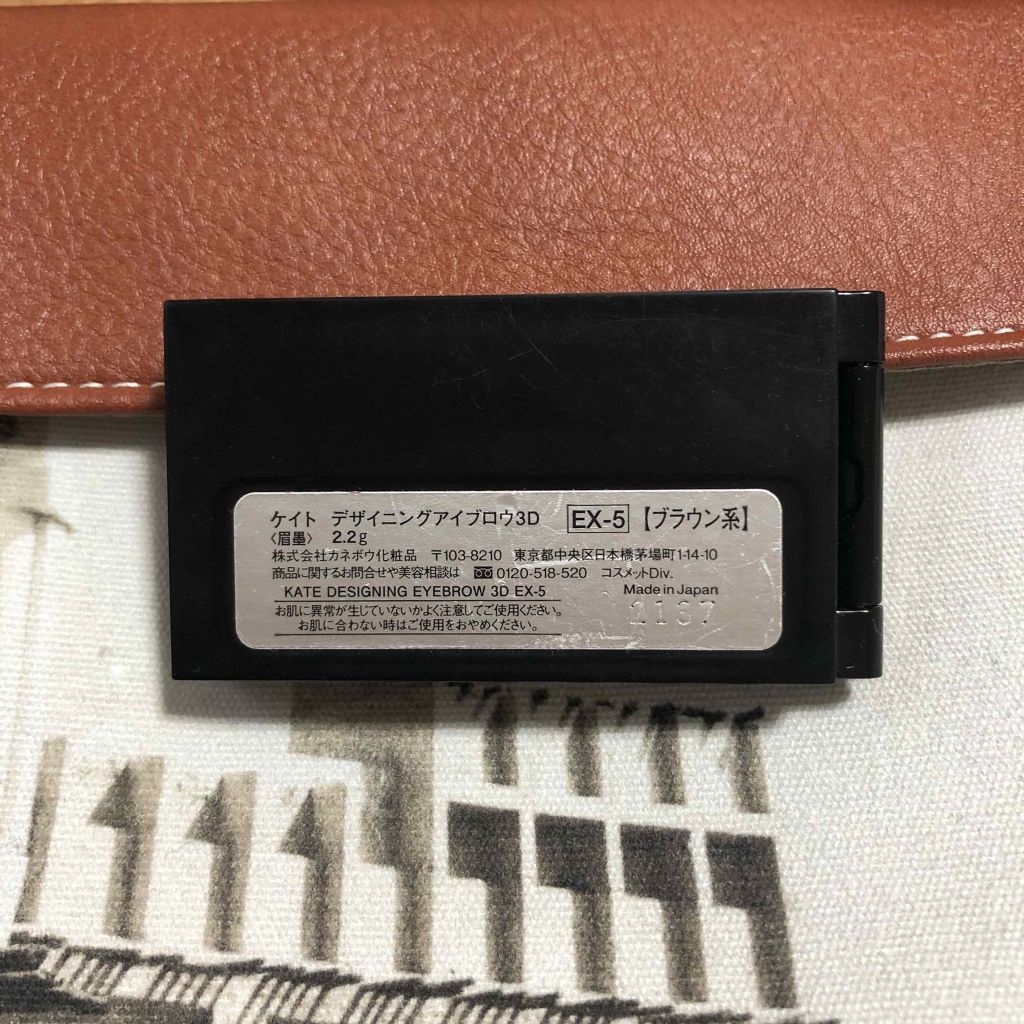 ケイト デザイニングアイブロウ3D EX-5 【ブラウン系】
〈眉墨〉 2.2g
株式会社カネボウ化粧品 〒103-8210 東京都中央区日本橋茅場町1-14-10
商品に関するお問合せや美容相談は 0120-518-520 コスメットDiv.
KATE DESIGNING EYEBROW 3D EX-5 Made in Japan
お肌に異常が生じていないかよく注意してご使用ください。
お肌に合わない時はご使用をおやめください。
2167